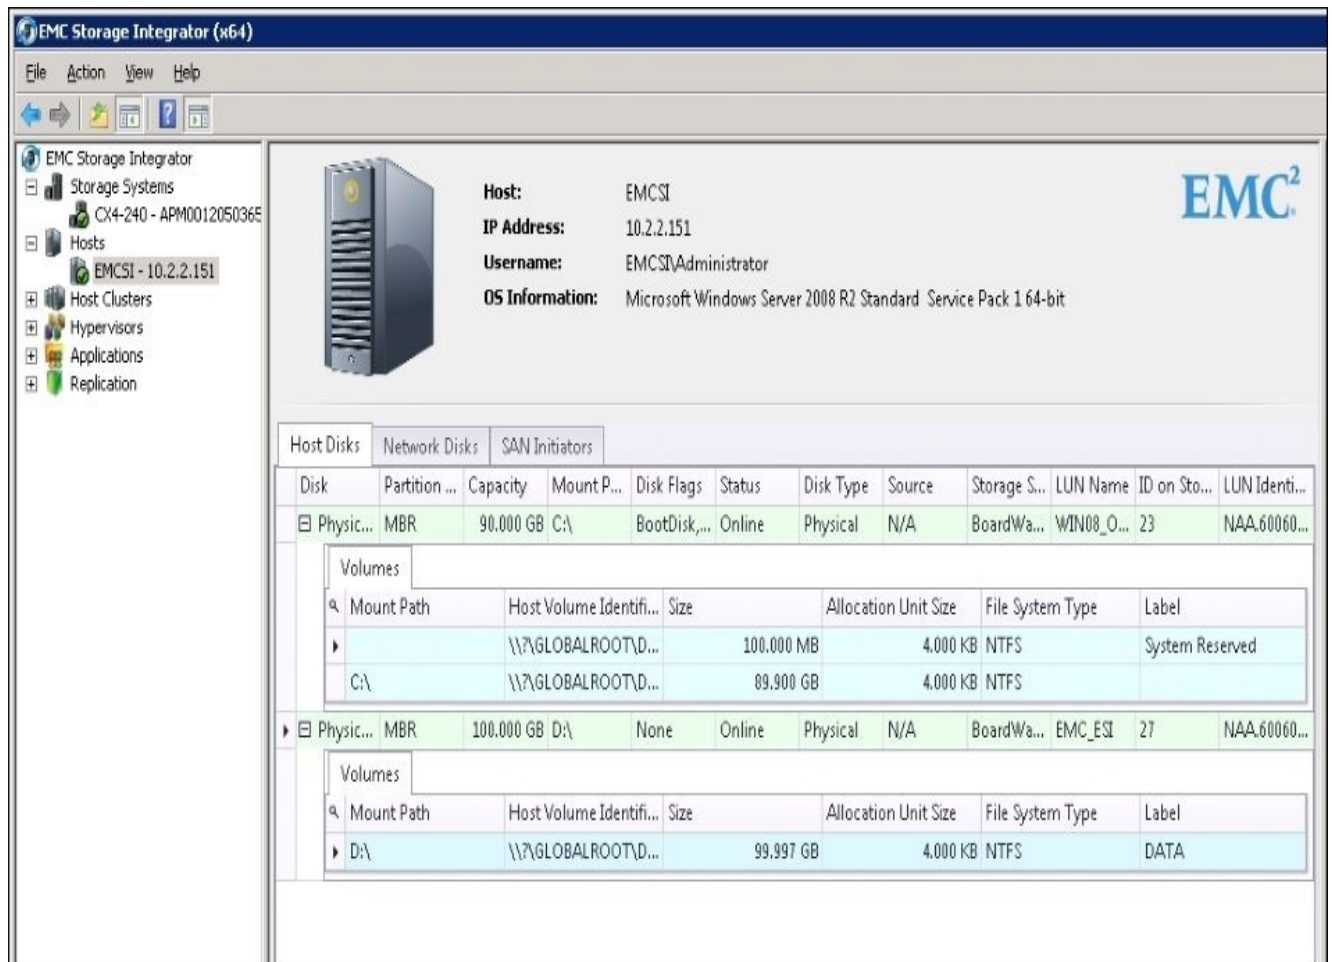 EMC Storage Integrator (x64)
File Action View Help
EMC Storage Integrator
Storage Systems
CX4-240 - APM0012050365
Hosts
EMCSI - 10.2.2.151
Host Clusters
Hypervisors
Applications
Replication
Host: EMCSI
IP Address: 10.2.2.151
Username: EMCSI\Administrator
OS Information: Microsoft Windows Server 2008 R2 Standard Service Pack 1 64-bit
EMC²
Host Disks Network Disks SAN Initiators
Disk Partition ... Capacity Mount P... Disk Flags Status Disk Type Source Storage S... LUN Name ID on Sto... LUN Identi...
Physic... MBR 90.000 GB C:\ BootDisk,... Online Physical N/A BoardWa... WIN08_O... 23 NAA.60060...
Volumes
Mount Path Host Volume Identifi... Size Allocation Unit Size File System Type Label
\\?\GLOBALROOT\D... 100.000 MB 4.000 KB NTFS System Reserved
C:\ \\?\GLOBALROOT\D... 89.900 GB 4.000 KB NTFS
Physic... MBR 100.000 GB D:\ None Online Physical N/A BoardWa... EMC_ESI 27 NAA.60060...
Volumes
Mount Path Host Volume Identifi... Size Allocation Unit Size File System Type Label
D:\ \\?\GLOBALROOT\D... 99.997 GB 4.000 KB NTFS DATA